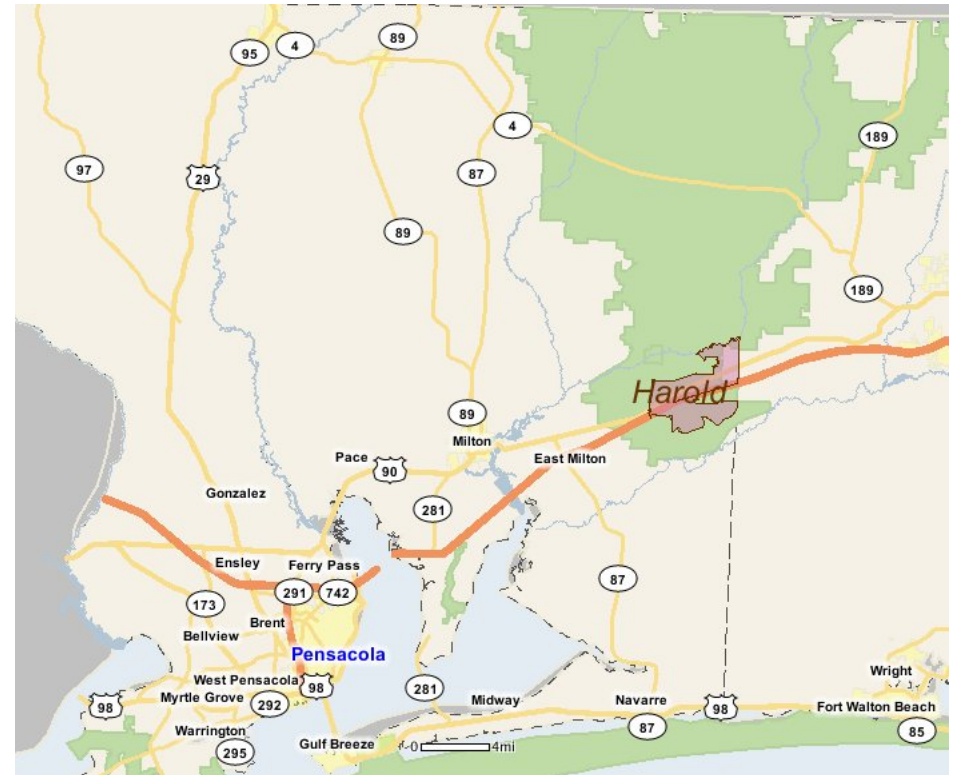 89
4
95
4
189
97
87
29
89
189
Harold
89
Milton
Pace
East Milton
90
Gonzalez
281
Ensley
Ferry Pass
87
291
742
173
Brent
Bellview
Pensacola
Wright
West Pensacola
98
281
Myrtle Grove
Midway
Navarre
98
98
292
Fort Walton Beach
Warrington
87
85
Gulf Breeze
0
4mi
295